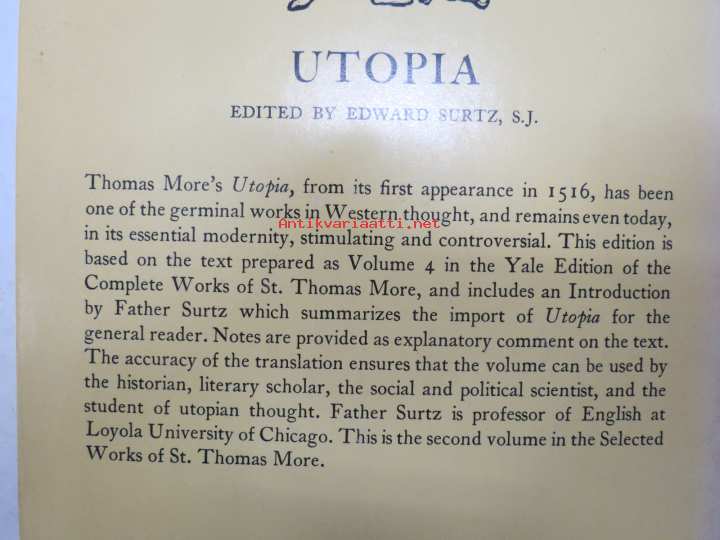 UTOPIA
EDITED BY EDWARD SURTZ, S.J.
Thomas More's Utopia, from its first appearance in 1516, has been
one of the germinal works in Western thought, and remains even today,
Antikvariaatti.net
in its essential modernity, stimulating and controversial. This edition is
based on the text prepared as Volume 4 in the Yale Edition of the
Complete Works of St. Thomas More, and includes an Introduction
by Father Surtz which summarizes the import of Utopia for the
general reader. Notes are provided as explanatory comment on the text.
The accuracy of the translation ensures that the volume can be used by
the historian, literary scholar, the social and political scientist, and the
student of utopian thought. Father Surtz is professor of English at
Loyola University of Chicago. This is the second volume in the Selected
Works of St. Thomas More.